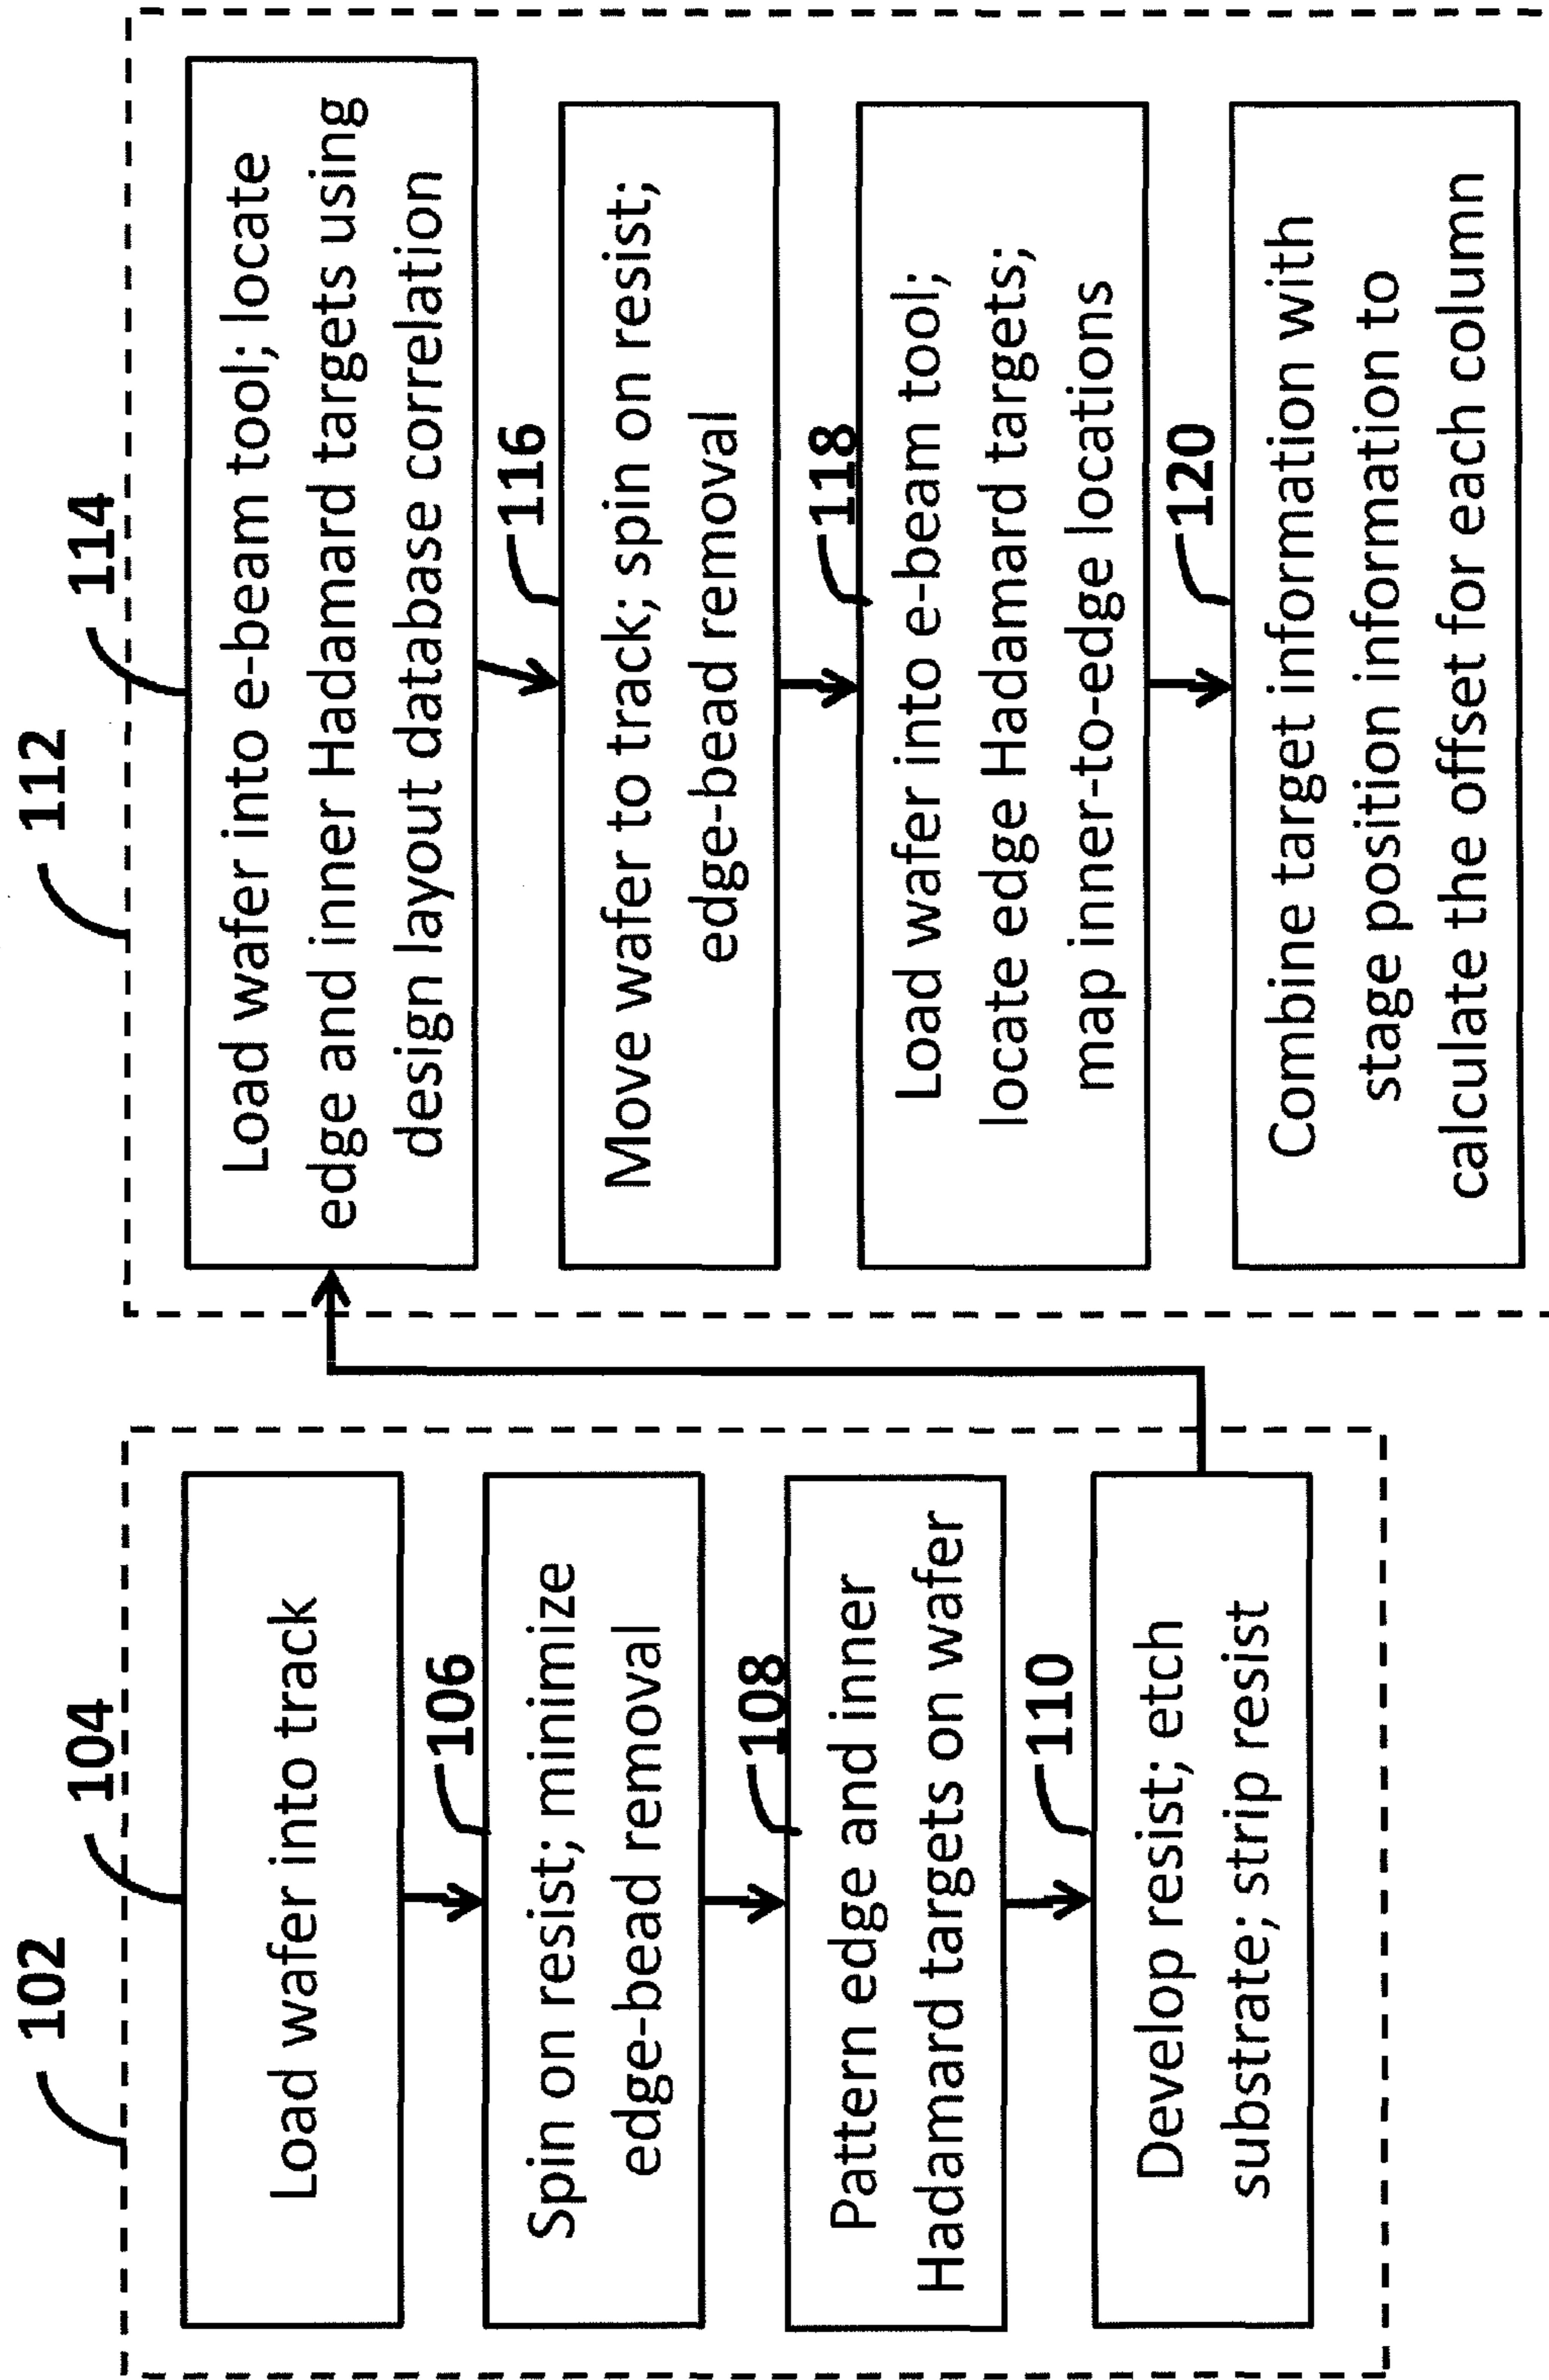 102
104
Load wafer into track
106
Spin on resist; minimize
edge-bead removal
108
Pattern edge and inner
Hadamard targets on wafer
110
Develop resist; etch
substrate; strip resist
112
114
Load wafer into e-beam tool; locate
edge and inner Hadamard targets using
design layout database correlation
116
Move wafer to track; spin on resist;
edge-bead removal
118
Load wafer into e-beam tool;
locate edge Hadamard targets;
map inner-to-edge locations
120
Combine target information with
stage position information to
calculate the offset for each column